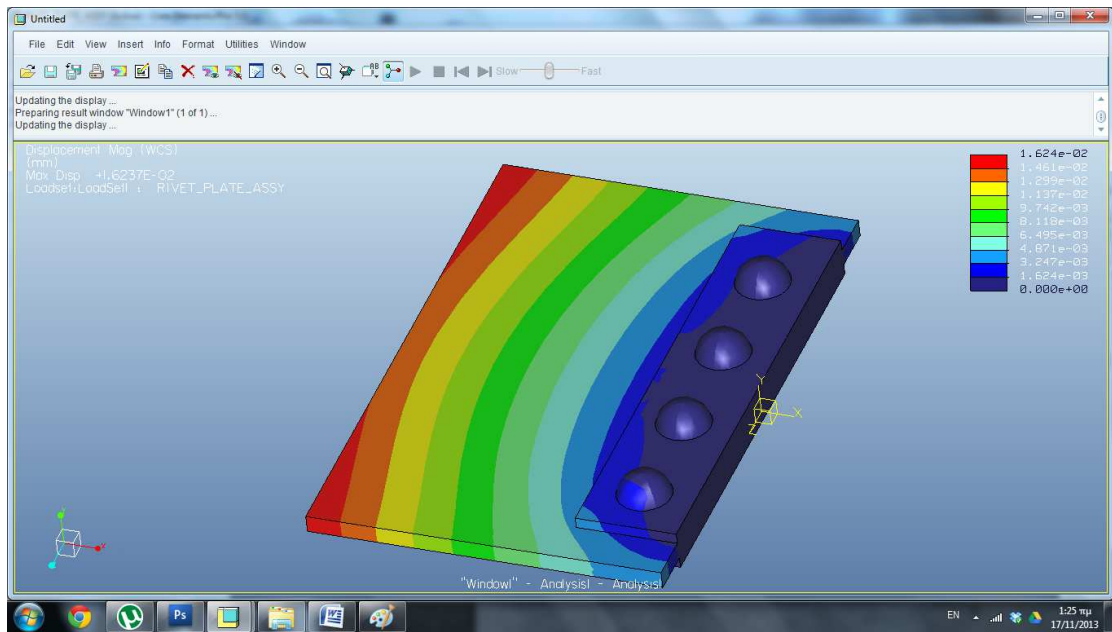 Untitled
File Edit View Insert Info Format Utilities Window
Slow Fast
Updating the display ...
Preparing result window "Window1" (1 of 1) ...
Updating the display ...
Displacement Mag (WCS)
(mm)
Max Disp +1.6237E-02
Loadset:LoadSet1 : RIVET_PLATE_ASSY
1.624e-02
1.461e-02
1.299e-02
1.137e-02
9.742e-03
8.118e-03
6.495e-03
4.871e-03
3.247e-03
1.624e-03
0.000e+00
Y
X
Z
Y
X
"Window1" - Analysis1 - Analysis1
Ps
EN
1:25 πμ
17/11/2013